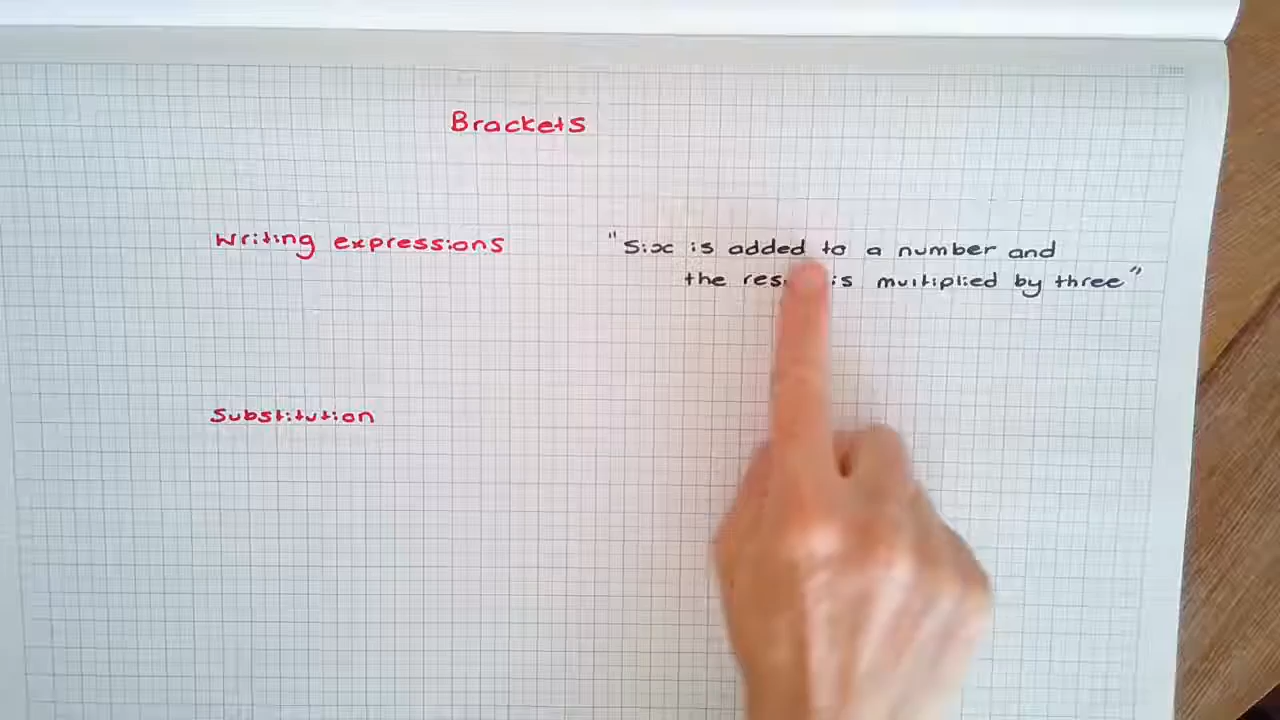 Brackets
Writing expressions
"Six is added to a number and
the is multiplied by three"
Substitution